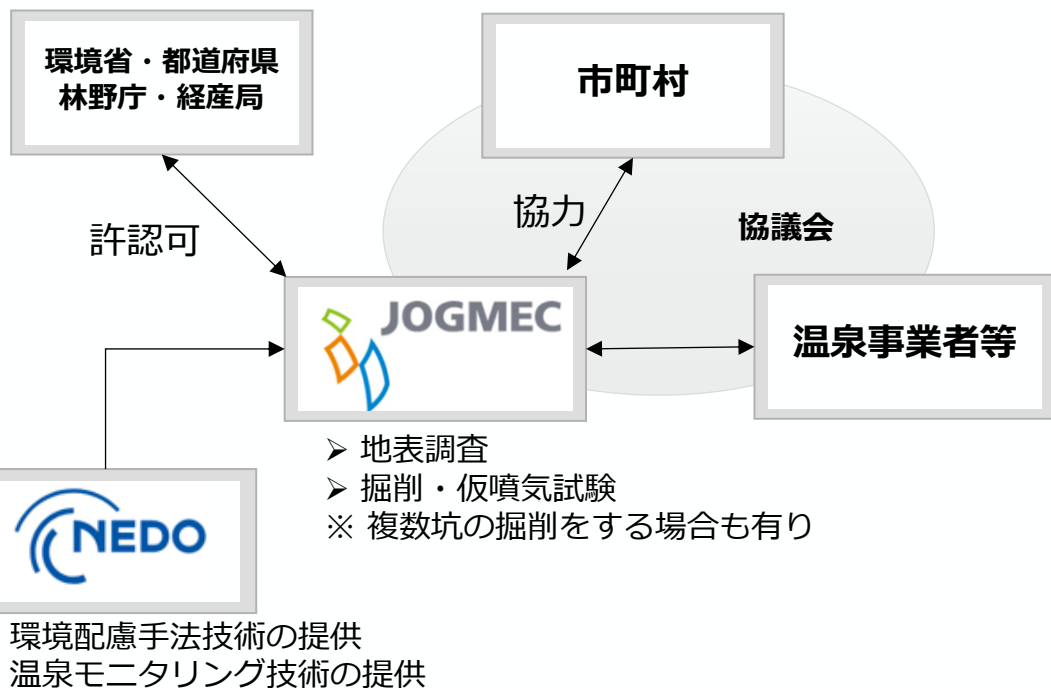 環境省・都道府県
林野庁・経産局
市町村
許認可
協力
協議会
JOGMEC
温泉事業者等
➢ 地表調査
➢ 掘削・仮噴気試験
※ 複数坑の掘削をする場合も有り
NEDO
環境配慮手法技術の提供
温泉モニタリング技術の提供